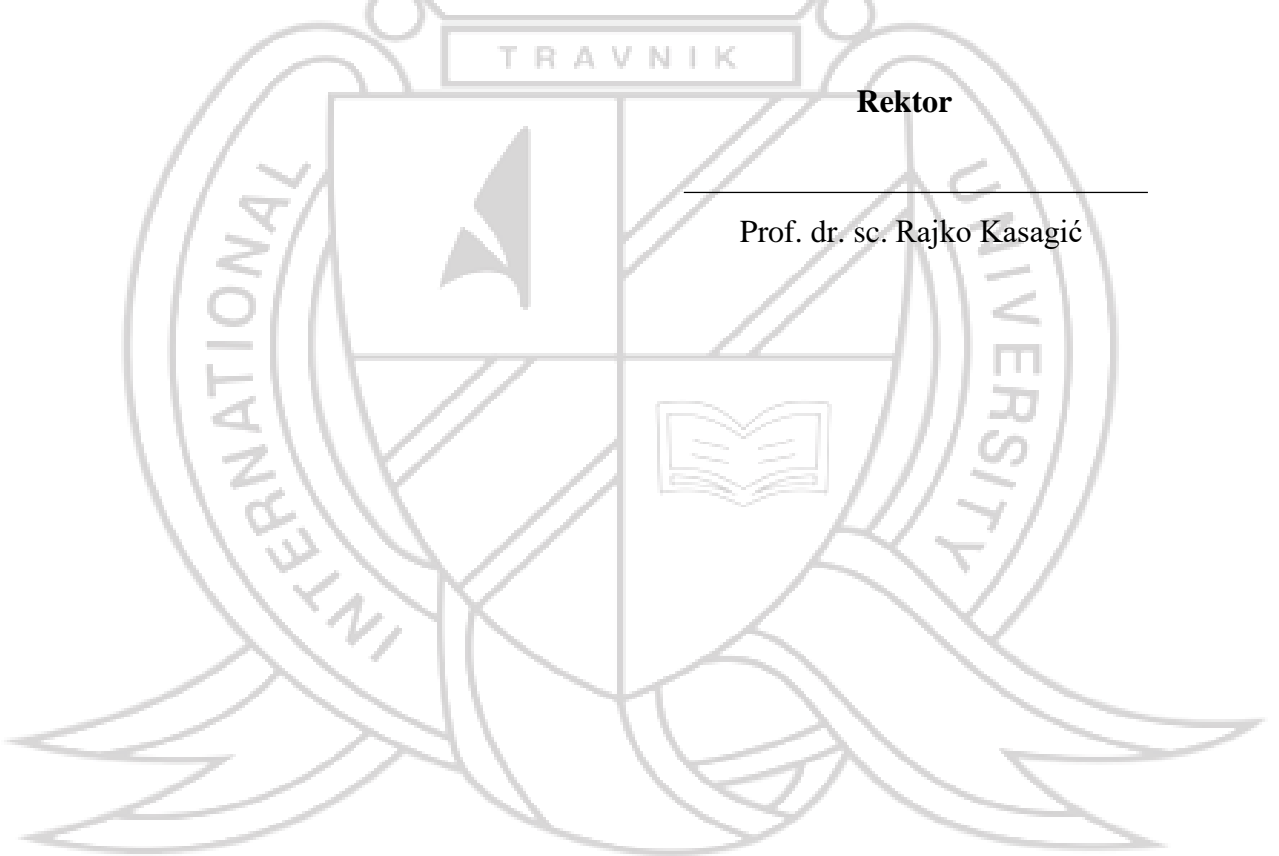 TRAVNIK
Rektor
INTERNATIONAL
UNIVERSITY
Prof. dr. sc. Rajko Kasagić